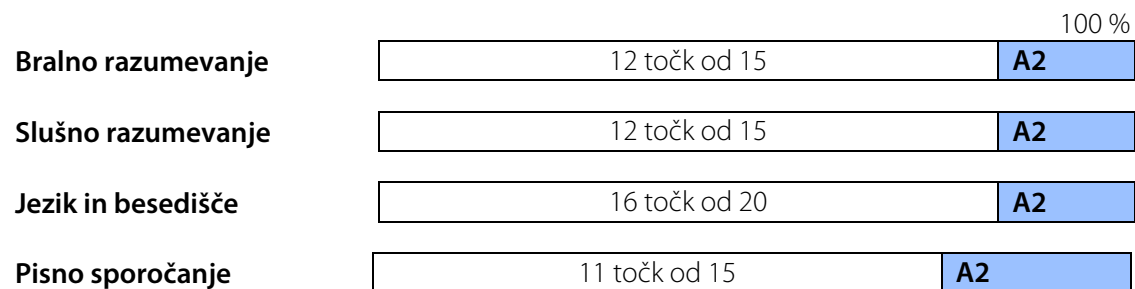 100 %
Bralno razumevanje 12 točk od 15 A2
Slušno razumevanje 12 točk od 15 A2
Jezik in besedišče 16 točk od 20 A2
Pisno sporočanje 11 točk od 15 A2